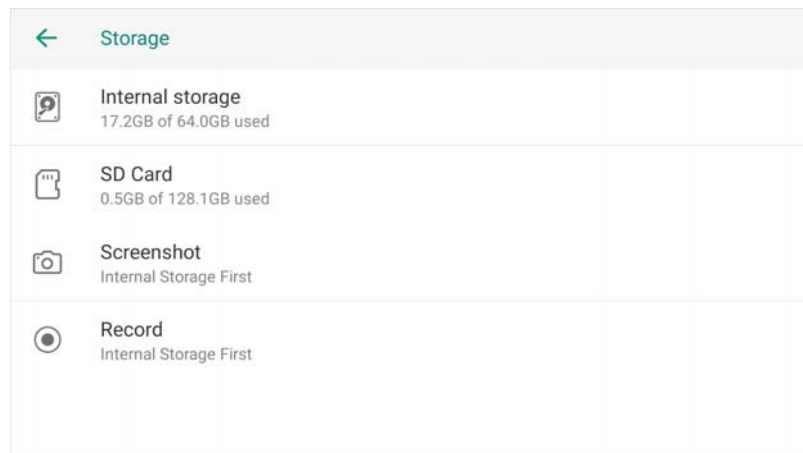 Storage
Internal storage
17.2GB of 64.0GB used
SD Card
0.5GB of 128.1GB used
Screenshot
Internal Storage First
Record
Internal Storage First